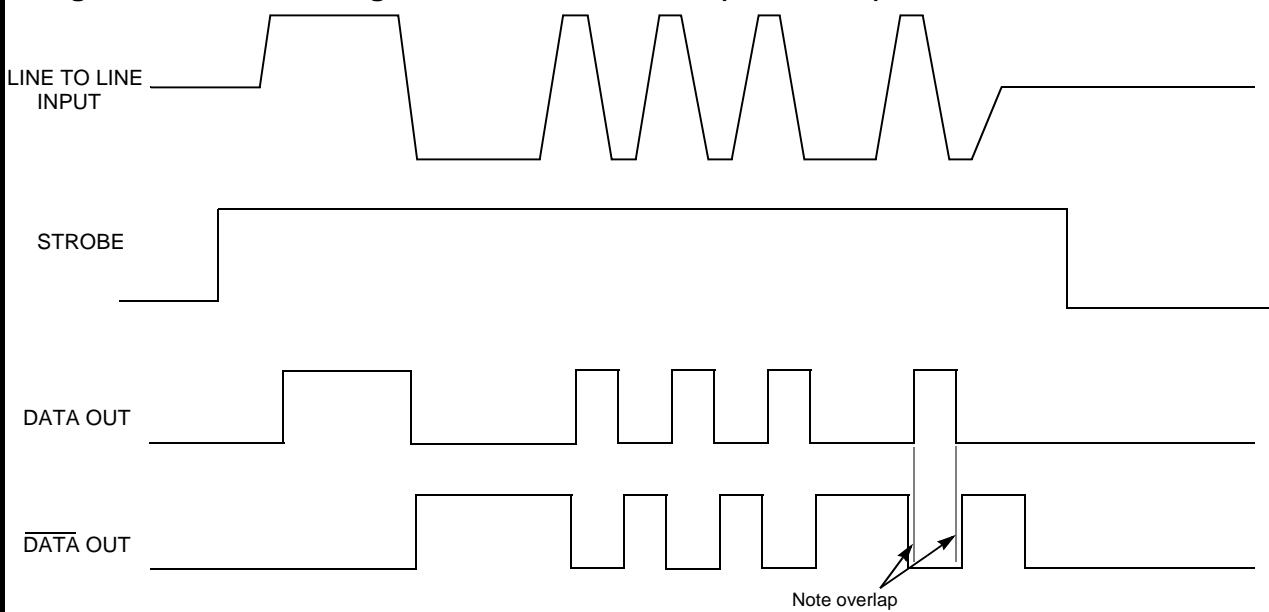 LINE TO LINE
INPUT
STROBE
DATA OUT
DATA OUT
Note overlap